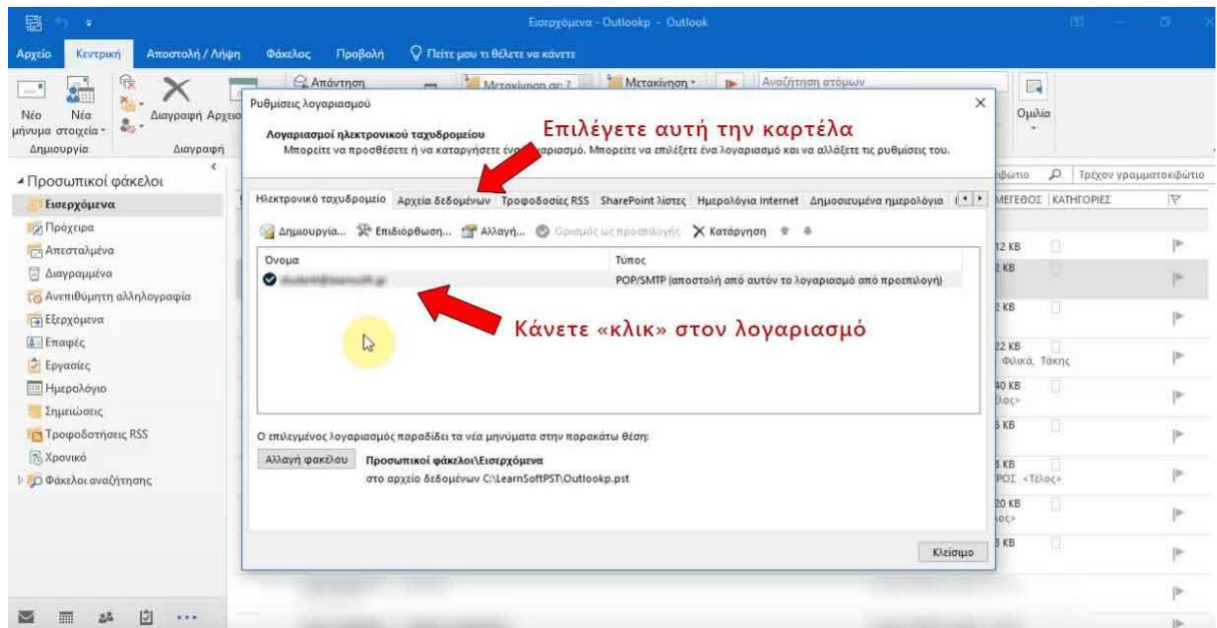 Εισερχόμενα - Outlookp - Outlook
Αρχείο Κεντρική Αποστολή / Λήψη Φάκελος Προβολή Πείτε μου τι θέλετε να κάνετε
Νέο μήνυμα
Νέα στοιχεία
Διαγραφή
Απάντηση
Μετακίνηση σε: ?
Μετακίνηση
Αναζήτηση ατόμων
Ομιλία
Δημιουργία
Διαγραφή
Προσωπικοί φάκελοι
Εισερχόμενα
Πρόχειρα
Απεσταλμένα
Διαγραμμένα
Ανεπιθύμητη αλληλογραφία
Εξερχόμενα
Επαφές
Εργασίες
Ημερολόγιο
Σημειώσεις
Τροφοδοτήσεις RSS
Χρονικό
Φάκελοι αναζήτησης
Ρυθμίσεις λογαριασμού
Λογαριασμοί ηλεκτρονικού ταχυδρομείου
Επιλέγετε αυτή την καρτέλα
Μπορείτε να προσθέσετε ή να καταργήσετε Μπορείτε να επιλέξετε ένα λογαριασμό και να αλλάξετε τις ρυθμίσεις του.
Ηλεκτρονικό ταχυδρομείο Αρχεία δεδομένων Τροφοδοσίες RSS SharePoint λίστες Ημερολόγια Internet Δημοσιευμένα ημερολόγια
Δημιουργία... Επιδιόρθωση... Αλλαγή... Ορισμός ως προεπιλογής Κατάργηση
Όνομα Τύπος
POP/SMTP (αποστολή από αυτόν το λογαριασμό από προεπιλογή)
Κάνετε «κλικ» στον λογαριασμό
Ο επιλεγμένος λογαριασμός παραδίδει τα νέα μηνύματα στην παρακάτω θέση:
Αλλαγή φακέλου Προσωπικοί φάκελοι\Εισερχόμενα
στο αρχείο δεδομένων C:\LearnSoftPST\Outlookp.pst
Κλείσιμο
Τρέχον γραμματοκιβώτιο
ΜΕΓΕΘΟΣ ΚΑΤΗΓΟΡΙΕΣ
12 KB
2 KB
2 KB
22 KB
Φιλικά, Τάκης
40 KB
5 KB
<Τέλος>
20 KB
3 KB